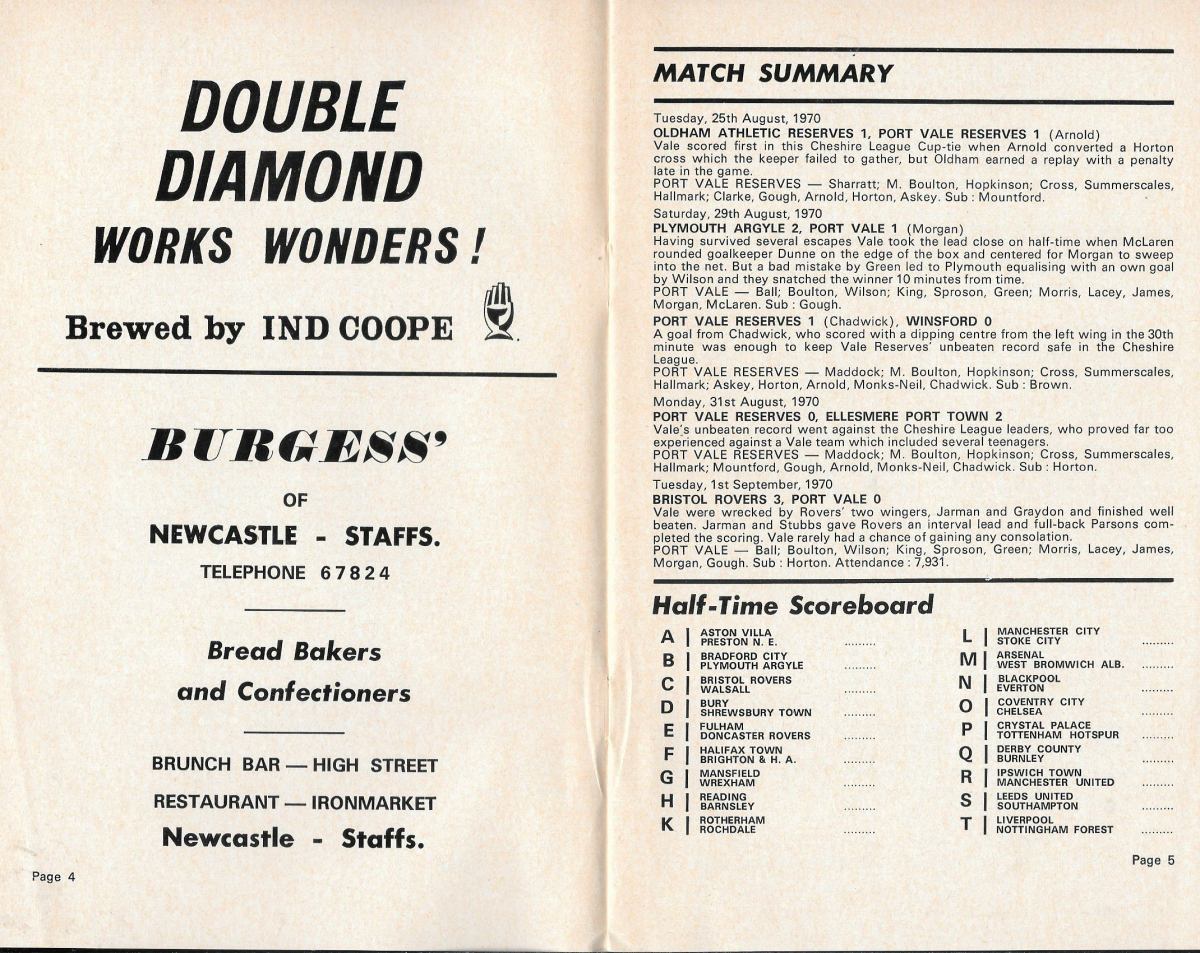 DOUBLE
DIAMOND
WORKS WONDERS!
Brewed by IND COOPE
BURGESS'
OF
NEWCASTLE - STAFFS.
TELEPHONE 67824
Bread Bakers
and Confectioners
BRUNCH BAR — HIGH STREET
RESTAURANT — IRONMARKET
Newcastle - Staffs.
Page 4
MATCH SUMMARY
Tuesday, 25th August, 1970
OLDHAM ATHLETIC RESERVES 1, PORT VALE RESERVES 1 (Arnold)
Vale scored first in this Cheshire League Cup-tie when Arnold converted a Horton
cross which the keeper failed to gather, but Oldham earned a replay with a penalty
late in the game.
PORT VALE RESERVES — Sharratt; M. Boulton, Hopkinson; Cross, Summerscales,
Hallmark; Clarke, Gough, Arnold, Horton, Askey. Sub : Mountford.
Saturday, 29th August, 1970
PLYMOUTH ARGYLE 2, PORT VALE 1 (Morgan)
Having survived several escapes Vale took the lead close on half-time when McLaren
rounded goalkeeper Dunne on the edge of the box and centered for Morgan to sweep
into the net. But a bad mistake by Green led to Plymouth equalising with an own goal
by Wilson and they snatched the winner 10 minutes from time.
PORT VALE — Ball; Boulton, Wilson; King, Sproson, Green; Morris, Lacey, James,
Morgan, McLaren. Sub : Gough.
PORT VALE RESERVES 1 (Chadwick), WINSFORD 0
A goal from Chadwick, who scored with a dipping centre from the left wing in the 30th
minute was enough to keep Vale Reserves' unbeaten record safe in the Cheshire
League.
PORT VALE RESERVES — Maddock; M. Boulton, Hopkinson; Cross, Summerscales,
Hallmark; Askey, Horton, Arnold, Monks-Neil, Chadwick. Sub : Brown.
Monday, 31st August, 1970
PORT VALE RESERVES 0, ELLESMERE PORT TOWN 2
Vale's unbeaten record went against the Cheshire League leaders, who proved far too
experienced against a Vale team which included several teenagers.
PORT VALE RESERVES — Maddock; M. Boulton, Hopkinson; Cross, Summerscales,
Hallmark; Mountford, Gough, Arnold, Monks-Neil, Chadwick. Sub : Horton.
Tuesday, 1st September, 1970
BRISTOL ROVERS 3, PORT VALE 0
Vale were wrecked by Rovers' two wingers, Jarman and Graydon and finished well
beaten. Jarman and Stubbs gave Rovers an interval lead and full-back Parsons com-
pleted the scoring. Vale rarely had a chance of gaining any consolation.
PORT VALE — Ball; Boulton, Wilson; King, Sproson, Green; Morris, Lacey, James,
Morgan, Gough. Sub : Horton. Attendance : 7,931.
Half-Time Scoreboard
A | ASTON VILLA
PRESTON N. E. .........
B | BRADFORD CITY
PLYMOUTH ARGYLE .........
C | BRISTOL ROVERS
WALSALL .........
D | BURY
SHREWSBURY TOWN .........
E | FULHAM
DONCASTER ROVERS .........
F | HALIFAX TOWN
BRIGHTON & H. A. .........
G | MANSFIELD
WREXHAM .........
H | READING
BARNSLEY .........
K | ROTHERHAM
ROCHDALE .........
L | MANCHESTER CITY
STOKE CITY .........
M | ARSENAL
WEST BROMWICH ALB. .........
N | BLACKPOOL
EVERTON .........
O | COVENTRY CITY
CHELSEA .........
P | CRYSTAL PALACE
TOTTENHAM HOTSPUR .........
Q | DERBY COUNTY
BURNLEY .........
R | IPSWICH TOWN
MANCHESTER UNITED .........
S | LEEDS UNITED
SOUTHAMPTON .........
T | LIVERPOOL
NOTTINGHAM FOREST .........
Page 5